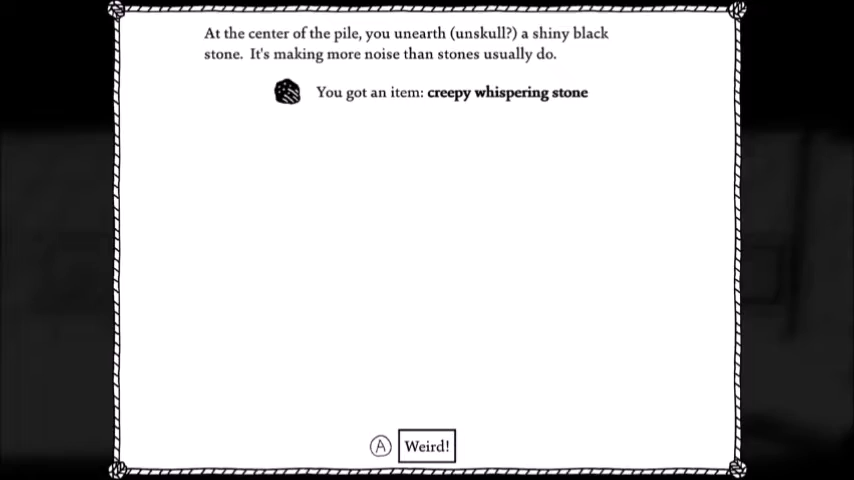 At the center of the pile, you unearth (unskull?) a shiny black
stone.  It's making more noise than stones usually do.
You got an item: creepy whispering stone
A Weird!